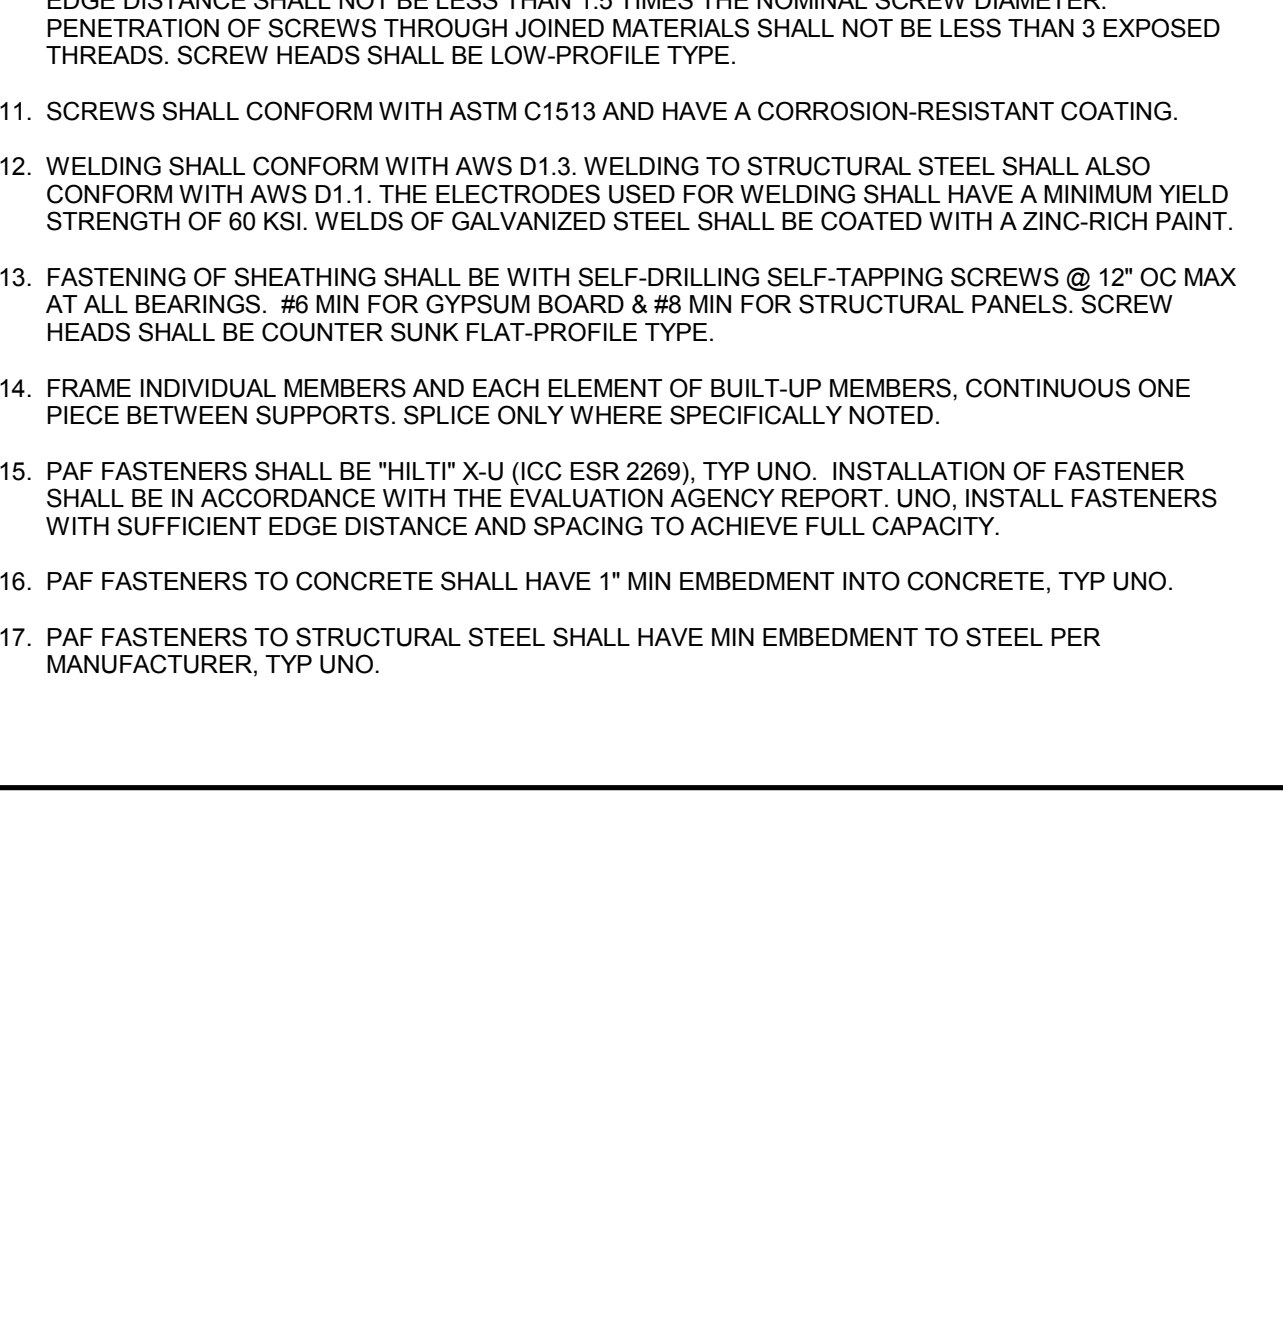 EDGE DISTANCE SHALL NOT BE LESS THAN 1.5 TIMES THE NOMINAL SCREW DIAMETER.
PENETRATION OF SCREWS THROUGH JOINED MATERIALS SHALL NOT BE LESS THAN 3 EXPOSED
THREADS. SCREW HEADS SHALL BE LOW-PROFILE TYPE.
11. SCREWS SHALL CONFORM WITH ASTM C1513 AND HAVE A CORROSION-RESISTANT COATING.
12. WELDING SHALL CONFORM WITH AWS D1.3. WELDING TO STRUCTURAL STEEL SHALL ALSO
CONFORM WITH AWS D1.1. THE ELECTRODES USED FOR WELDING SHALL HAVE A MINIMUM YIELD
STRENGTH OF 60 KSI. WELDS OF GALVANIZED STEEL SHALL BE COATED WITH A ZINC-RICH PAINT.
13. FASTENING OF SHEATHING SHALL BE WITH SELF-DRILLING SELF-TAPPING SCREWS @ 12" OC MAX
AT ALL BEARINGS. #6 MIN FOR GYPSUM BOARD & #8 MIN FOR STRUCTURAL PANELS. SCREW
HEADS SHALL BE COUNTER SUNK FLAT-PROFILE TYPE.
14. FRAME INDIVIDUAL MEMBERS AND EACH ELEMENT OF BUILT-UP MEMBERS, CONTINUOUS ONE
PIECE BETWEEN SUPPORTS. SPLICE ONLY WHERE SPECIFICALLY NOTED.
15. PAF FASTENERS SHALL BE "HILTI" X-U (ICC ESR 2269), TYP UNO. INSTALLATION OF FASTENER
SHALL BE IN ACCORDANCE WITH THE EVALUATION AGENCY REPORT. UNO, INSTALL FASTENERS
WITH SUFFICIENT EDGE DISTANCE AND SPACING TO ACHIEVE FULL CAPACITY.
16. PAF FASTENERS TO CONCRETE SHALL HAVE 1" MIN EMBEDMENT INTO CONCRETE, TYP UNO.
17. PAF FASTENERS TO STRUCTURAL STEEL SHALL HAVE MIN EMBEDMENT TO STEEL PER
MANUFACTURER, TYP UNO.